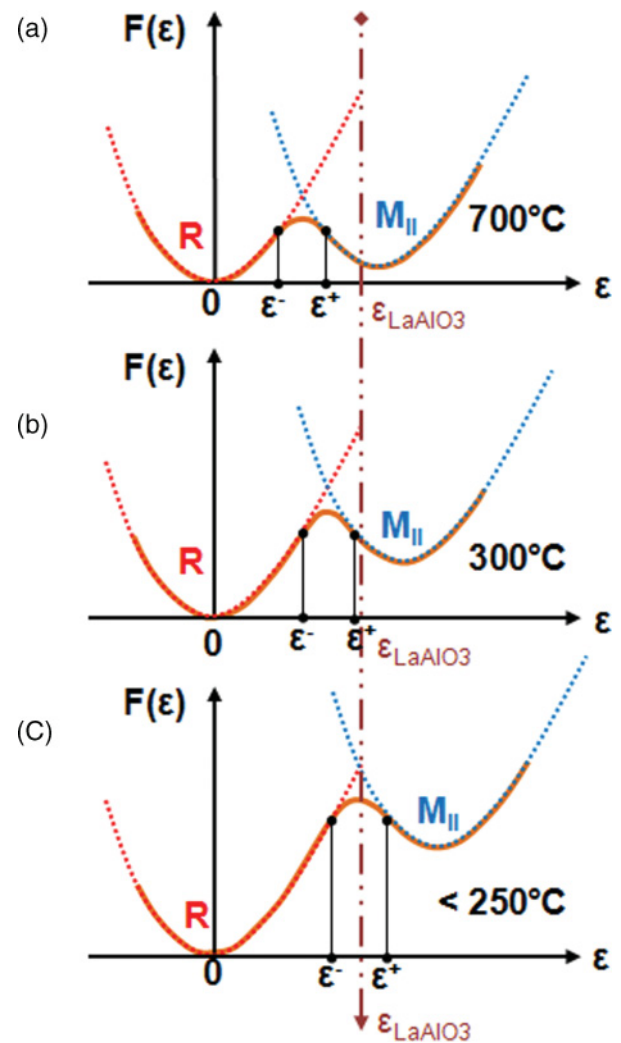 (a)
F(ε)
R
M_II
700°C
0
ε⁻
ε⁺
ε_LaAlO3
ε
(b)
F(ε)
R
M_II
300°C
0
ε⁻
ε⁺
ε_LaAlO3
ε
(C)
F(ε)
R
M_II
< 250°C
0
ε⁻
ε⁺
ε
ε_LaAlO3